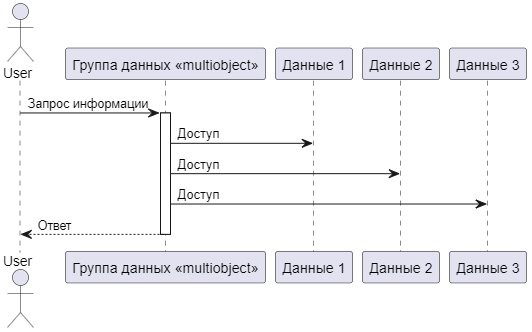 User
Группа данных «multiobject»
Данные 1
Данные 2
Данные 3
Запрос информации
Доступ
Доступ
Доступ
Ответ
User
Группа данных «multiobject»
Данные 1
Данные 2
Данные 3